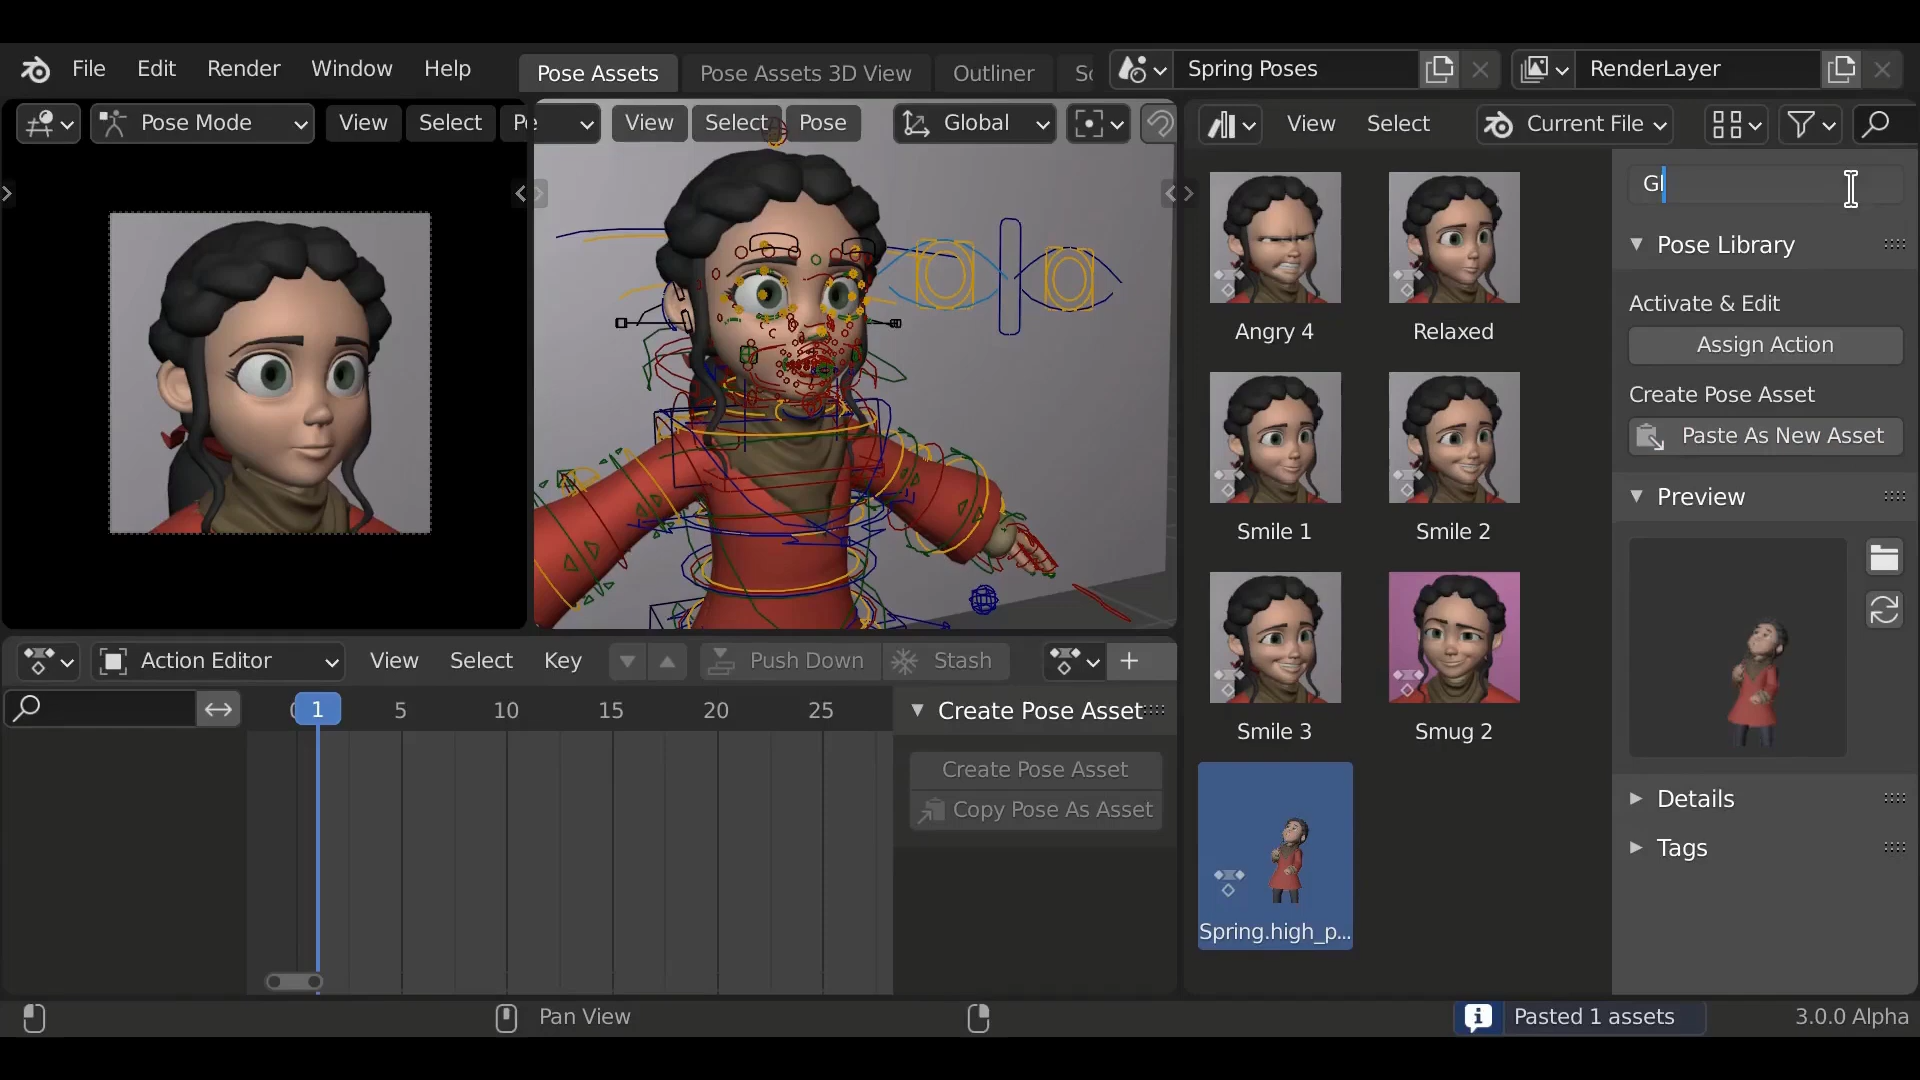 File Edit Render Window Help
Pose Assets Pose Assets 3D View Outliner Sc
Spring Poses
RenderLayer
Pose Mode View Select Pe
View Select Pose Global
View Select Current File
Gl
Pose Library
Activate & Edit
Assign Action
Create Pose Asset
Paste As New Asset
Preview
Details
Tags
Angry 4 Relaxed
Smile 1 Smile 2
Smile 3 Smug 2
Spring.high_p...
Action Editor View Select Key Push Down Stash
1 5 10 15 20 25
Create Pose Asset
Create Pose Asset
Copy Pose As Asset
Pan View
Pasted 1 assets
3.0.0 Alpha